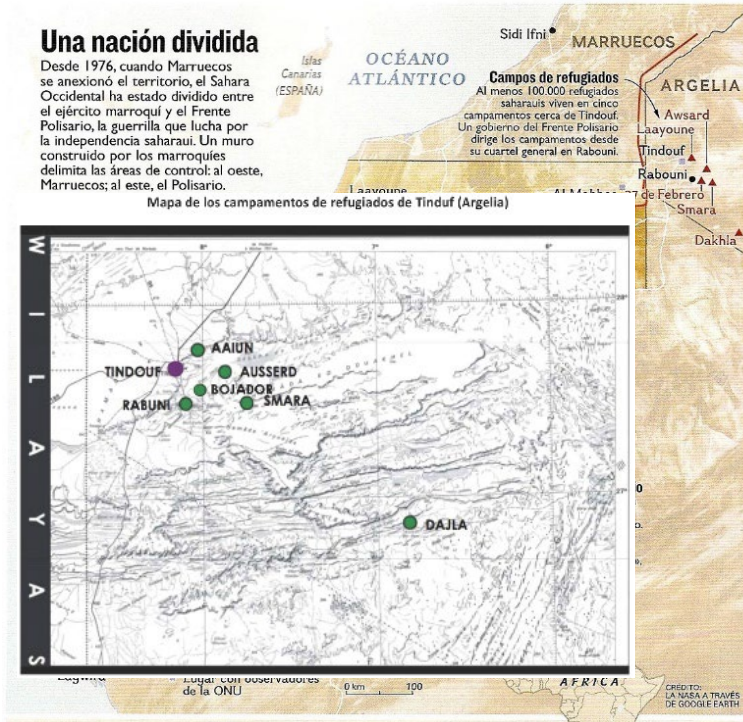 Una nación dividida
Desde 1976, cuando Marruecos
se anexionó el territorio, el Sahara
Occidental ha estado dividido entre
el ejército marroquí y el Frente
Polisario, la guerrilla que lucha por
la independencia saharaui. Un muro
construido por los marroquíes
delimita las áreas de control: al oeste,
Marruecos; al este, el Polisario.
Islas
Canarias
(ESPAÑA)
OCÉANO
ATLÁNTICO
Sidi Ifni
MARRUECOS
ARGELIA
Campos de refugiados
Al menos 100.000 refugiados
saharauis viven en cinco
campamentos cerca de Tindouf.
Un gobierno del Frente Polisario
dirige los campamentos desde
su cuartel general en Rabouni.
Awsard
Laayoune
Tindouf
Rabouni
27 de Febrero
Smara
Dakhla
Laayoune
Mapa de los campamentos de refugiados de Tinduf (Argelia)
WILAYAS
AAIUN
TINDOUF
AUSSERD
BOJADOR
RABUNI
SMARA
DAJLA
Lugar con observadores
de la ONU
0 km 100
ÁFRICA
CRÉDITO:
LA NASA A TRAVÉS
DE GOOGLE EARTH